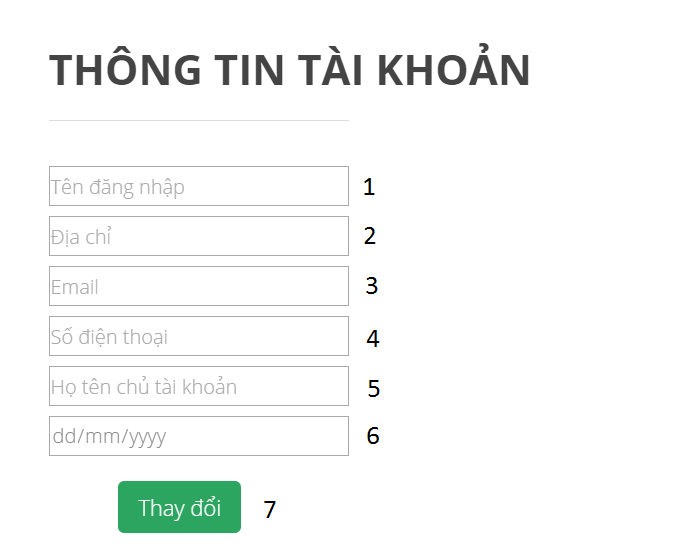 THÔNG TIN TÀI KHOẢN
Tên đăng nhập 1
Địa chỉ 2
Email 3
Số điện thoại 4
Họ tên chủ tài khoản 5
dd/mm/yyyy 6
Thay đổi 7